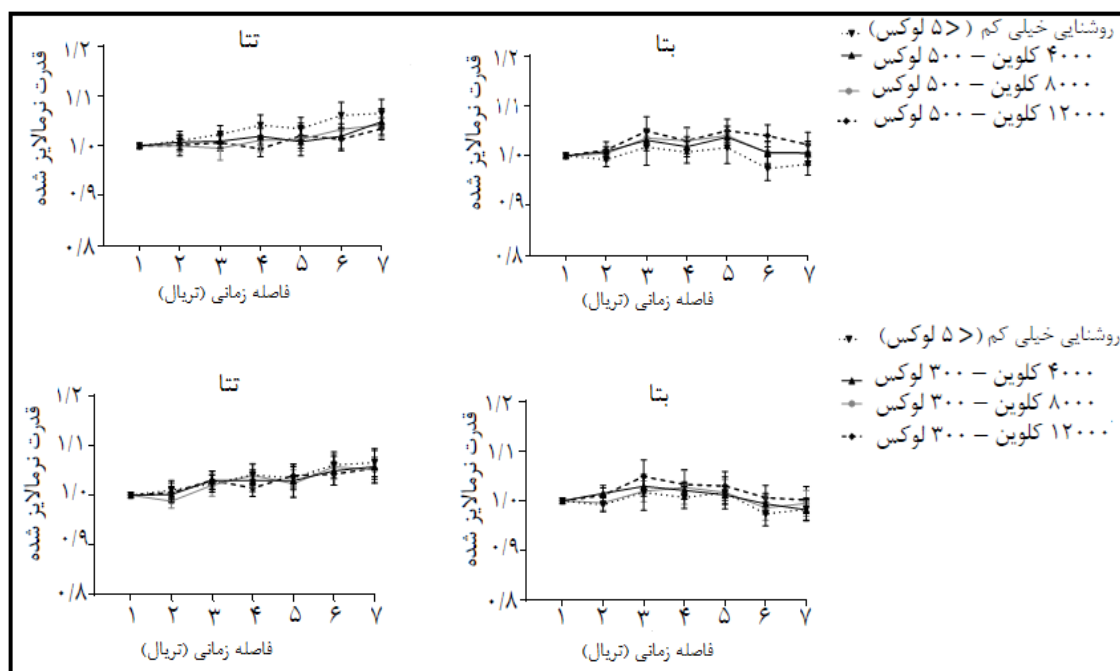 تتا
قدرت نرمالایز شده
۱/۲
۱/۱
۱/۰
۰/۹
۰/۸
۱ ۲ ۳ ۴ ۵ ۶ ۷
فاصله زمانی (تریال)
بتا
قدرت نرمالایز شده
۱/۲
۱/۱
۱/۰
۰/۹
۰/۸
۱ ۲ ۳ ۴ ۵ ۶ ۷
فاصله زمانی (تریال)
روشنایی خیلی کم (< ۵ لوکس)
۴۰۰۰ کلوین – ۵۰۰ لوکس
۸۰۰۰ کلوین – ۵۰۰ لوکس
۱۲۰۰۰ کلوین – ۵۰۰ لوکس
تتا
قدرت نرمالایز شده
۱/۲
۱/۱
۱/۰
۰/۹
۰/۸
۱ ۲ ۳ ۴ ۵ ۶ ۷
فاصله زمانی (تریال)
بتا
قدرت نرمالایز شده
۱/۲
۱/۱
۱/۰
۰/۹
۰/۸
۱ ۲ ۳ ۴ ۵ ۶ ۷
فاصله زمانی (تریال)
روشنایی خیلی کم (< ۵ لوکس)
۴۰۰۰ کلوین – ۳۰۰ لوکس
۸۰۰۰ کلوین – ۳۰۰ لوکس
۱۲۰۰۰ کلوین – ۳۰۰ لوکس